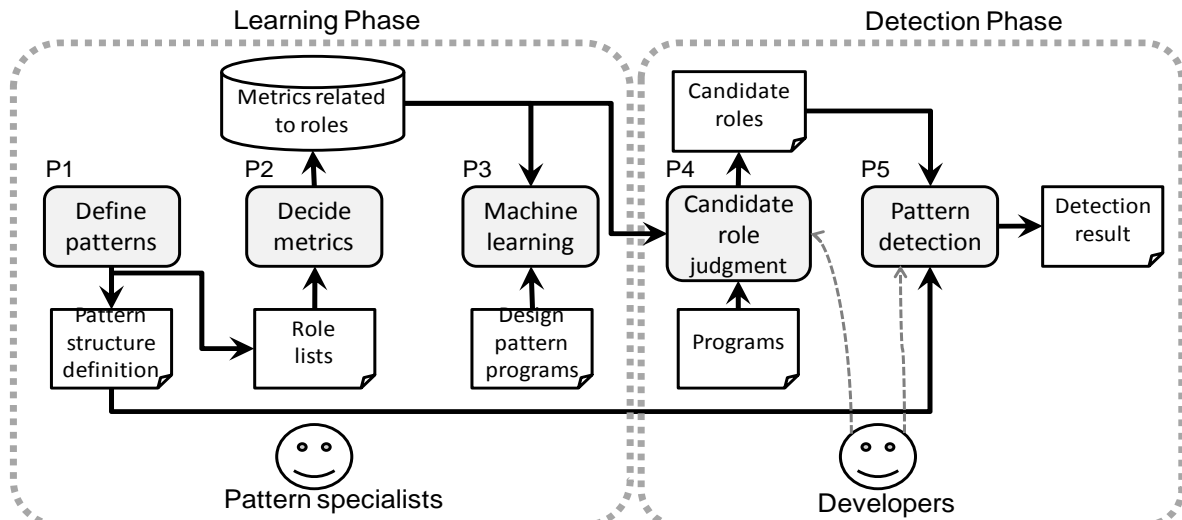 Learning Phase
Detection Phase
Metrics related
to roles
Candidate
roles
P1
P2
P3
P4
P5
Define
patterns
Decide
metrics
Machine
learning
Candidate
role
judgment
Pattern
detection
Detection
result
Pattern
structure
definition
Role
lists
Design
pattern
programs
Programs
Pattern specialists
Developers